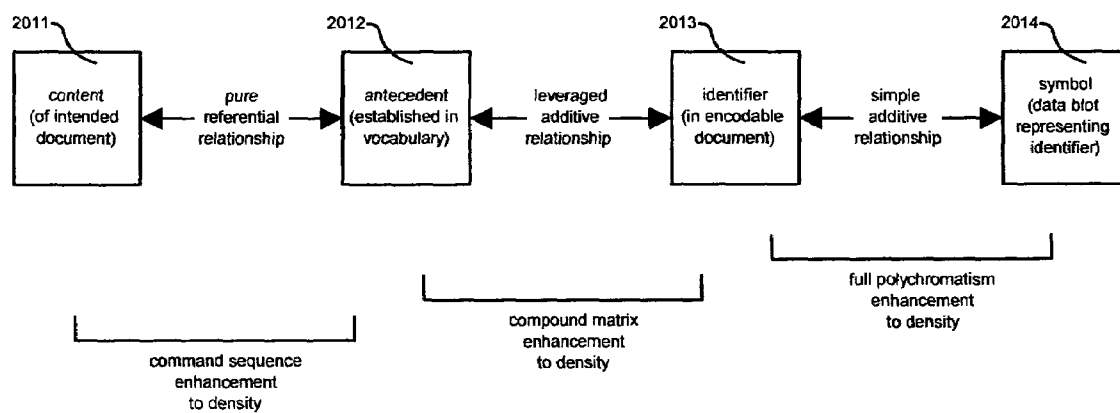 2011
2012
2013
2014
content
(of intended
document)
pure
referential
relationship
antecedent
(established in
vocabulary)
leveraged
additive
relationship
identifier
(in encodable
document)
simple
additive
relationship
symbol
(data blot
representing
identifier)
full polychromatism
enhancement
to density
compound matrix
enhancement
to density
command sequence
enhancement
to density